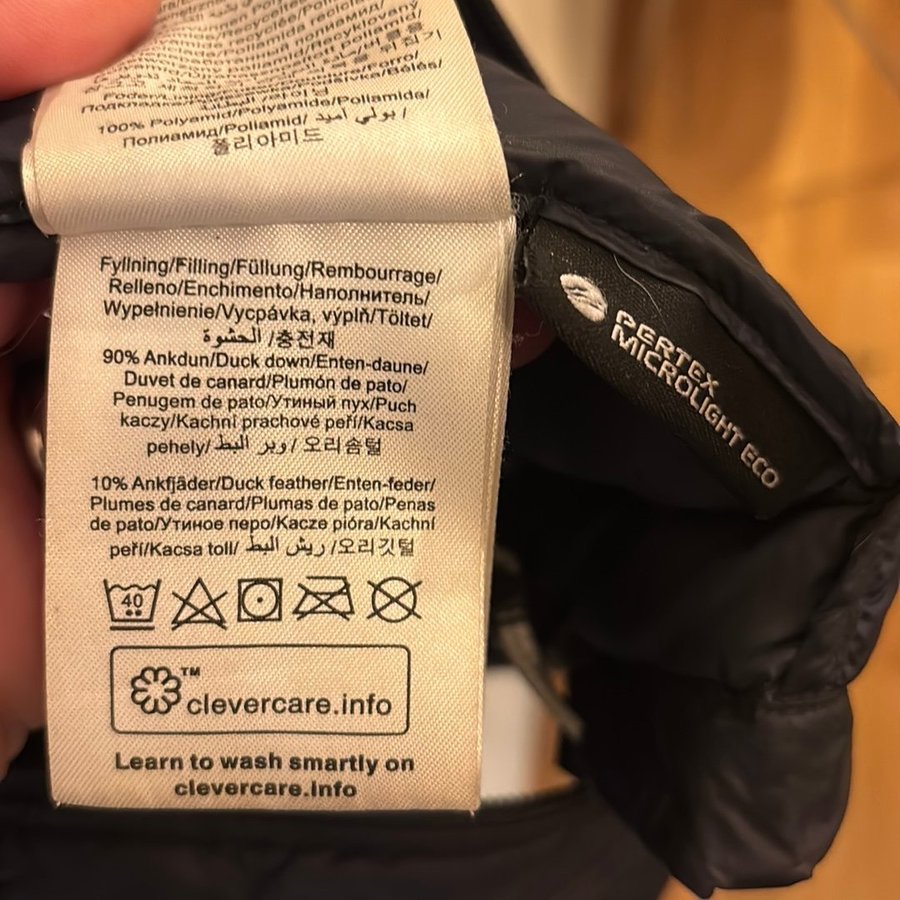 100% Polyamid/Polyamide/Poliamida/
Полиамид/Poliamid/ بولي أميد /
폴리아미드
Fyllning/Filling/Füllung/Rembourrage/
Relleno/Enchimento/Наполнитель/
Wypełnienie/Vycpávka, výplň/Töltet/
الحشوة /충전재
90% Ankdun/Duck down/Enten-daune/
Duvet de canard/Plumón de pato/
Penugem de pato/Утиный пух/Puch
kaczy/Kachní prachové peří/Kacsa
pehely/ وبر البط / 오리솜털
10% Ankfjäder/Duck feather/Enten-feder/
Plumes de canard/Plumas de pato/Penas
de pato/Утиное перо/Kacze pióra/Kachní
peří/Kacsa toll/ ريش البط /오리깃털
40
™
clevercare.info
Learn to wash smartly on
clevercare.info
PERTEX
MICROLIGHT ECO